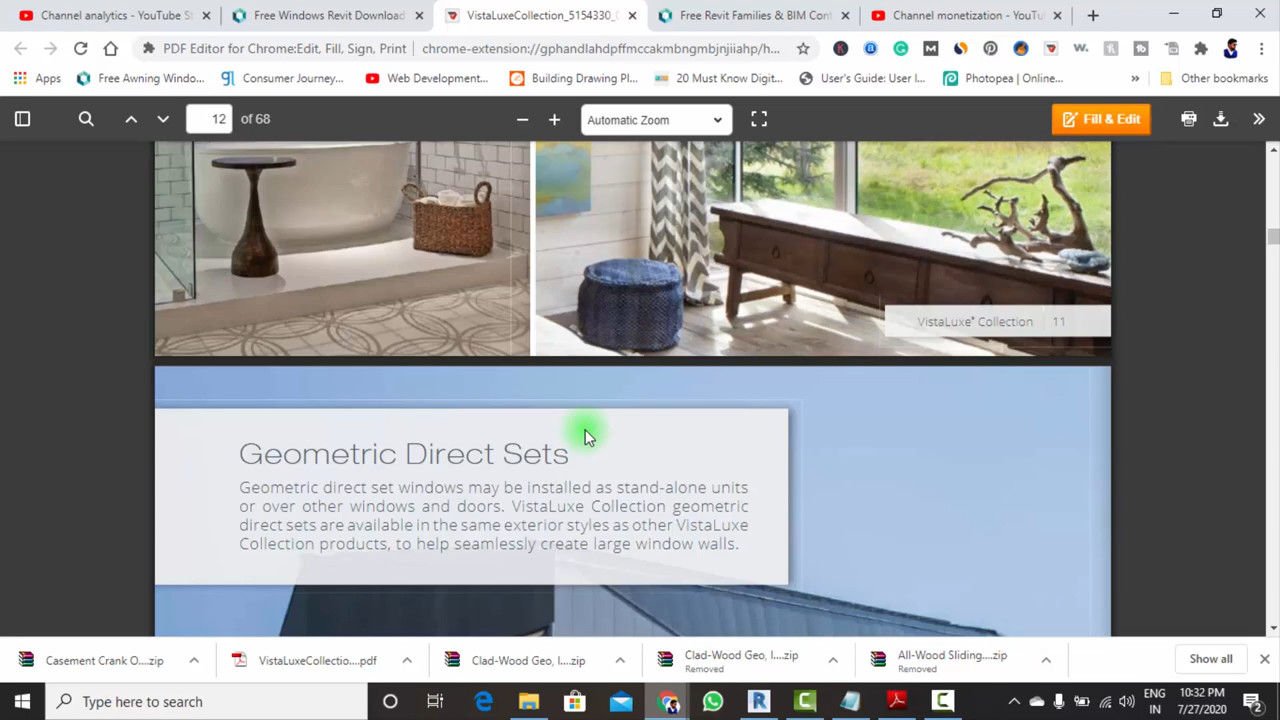 Channel analytics - YouTube St
Free Windows Revit Download
VistaLuxeCollection_5154330_0
Free Revit Families & BIM Cont
Channel monetization - YouTu
PDF Editor for Chrome:Edit, Fill, Sign, Print
chrome-extension://gphandlahdpffmccakmbngmbjnjiiahp/h...
Apps
Free Awning Windo...
Consumer Journey...
Web Development...
Building Drawing Pl...
20 Must Know Digit...
User's Guide: User I...
Photopea | Online...
Other bookmarks
12 of 68
Automatic Zoom
Fill & Edit
VistaLuxe® Collection 11
Geometric Direct Sets
Geometric direct set windows may be installed as stand-alone units
or over other windows and doors. VistaLuxe Collection geometric
direct sets are available in the same exterior styles as other VistaLuxe
Collection products, to help seamlessly create large window walls.
Casement Crank O....zip
VistaLuxeCollectio....pdf
Clad-Wood Geo, I....zip
Clad-Wood Geo, I....zip
Removed
All-Wood Sliding....zip
Removed
Show all
Type here to search
ENG
IN
10:32 PM
7/27/2020
2